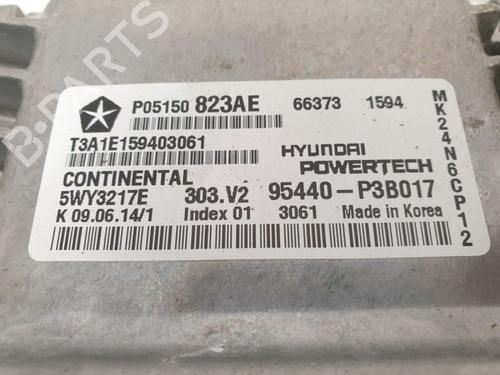 P05150 823AE 66373 1594
T3A1E159403061
HYUNDAI
POWERTECH
CONTINENTAL
5WY3217E 303.V2 95440-P3B017
K 09.06.14/1 Index 01 3061 Made in Korea
MK24N6CP12
B-PARTS